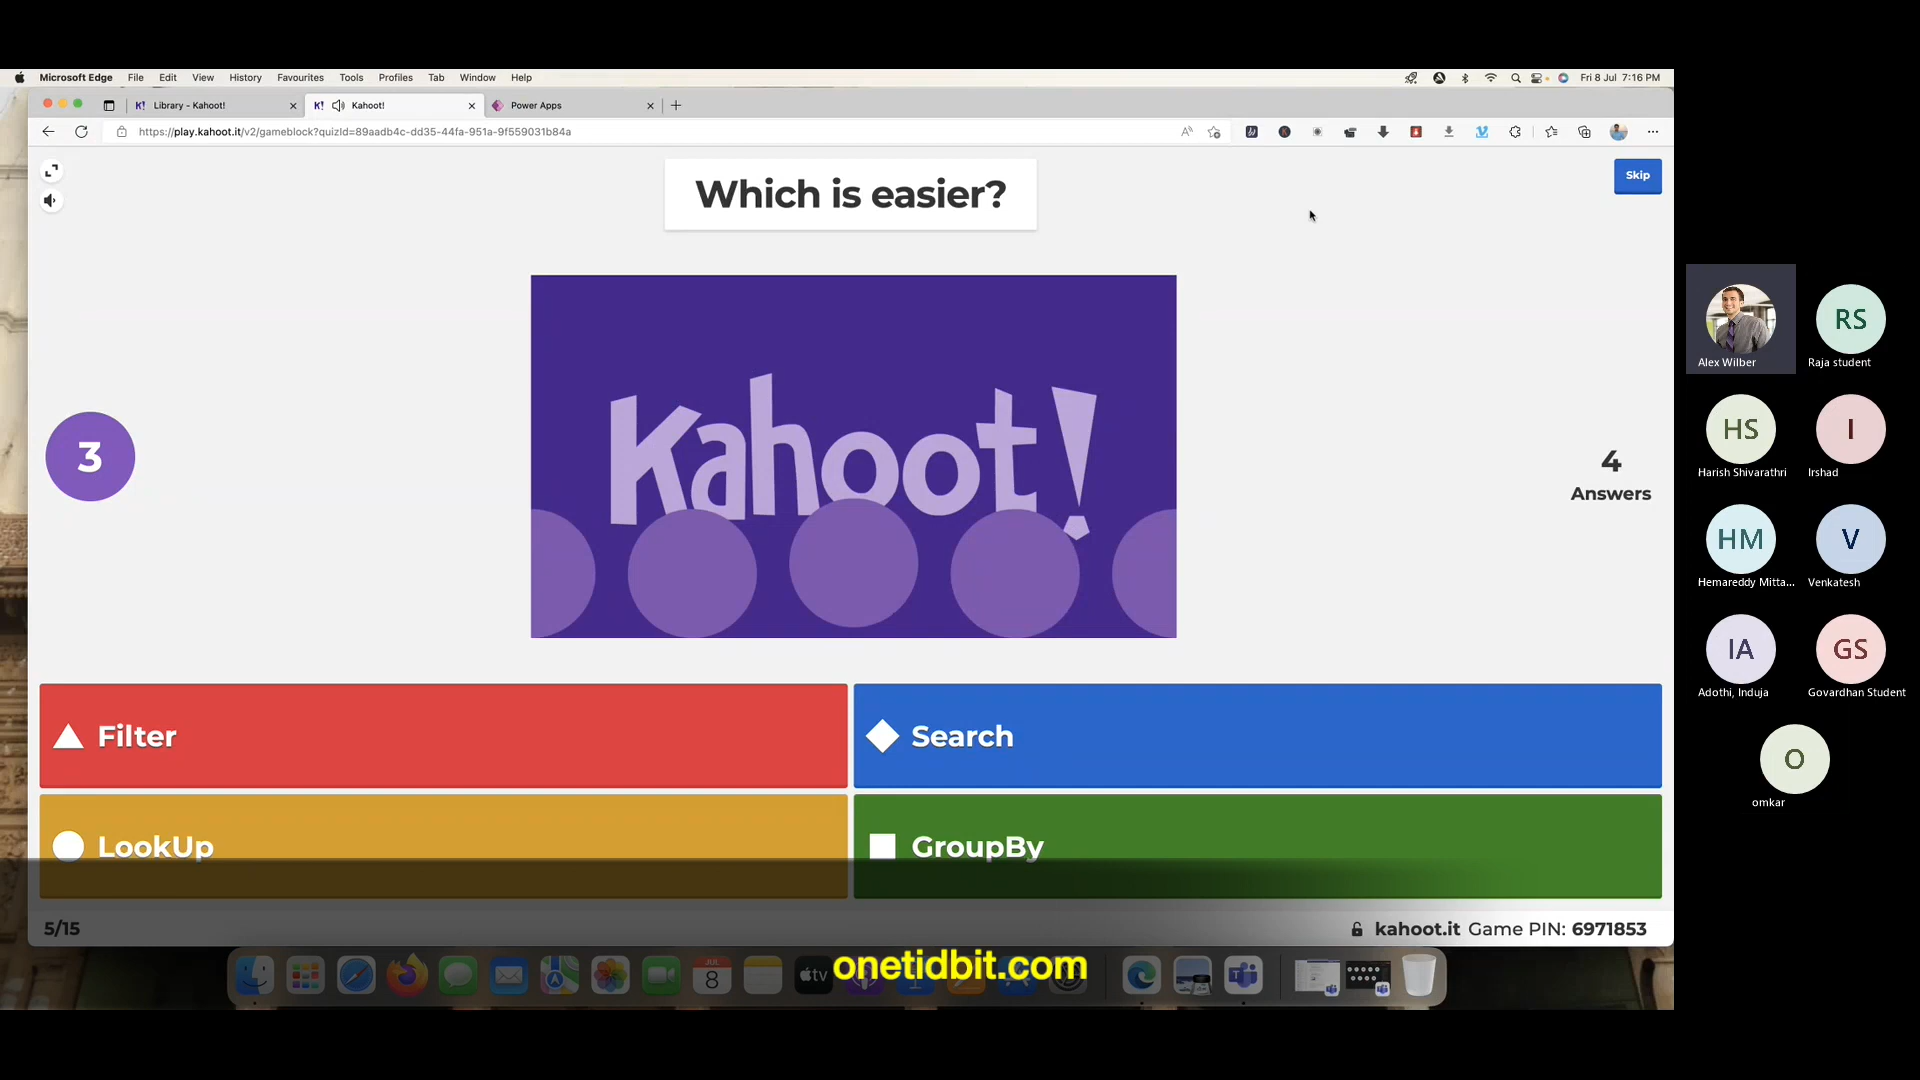 Microsoft Edge File Edit View History Favourites Tools Profiles Tab Window Help Fri 8 Jul 7:16 PM
K! Library - Kahoot! K! Kahoot! Power Apps
https://play.kahoot.it/v2/gameblock?quizId=89aadb4c-dd35-44fa-951a-9f559031b84a
Which is easier?
Skip
Kahoot!
3
4
Answers
Filter
Search
LookUp
GroupBy
5/15
kahoot.it Game PIN: 6971853
JUL
8
tv
onetidbit.com
Alex Wilber
RS
Raja student
HS
Harish Shivarathri
I
Irshad
HM
Hemareddy Mitta...
V
Venkatesh
IA
Adothi, Induja
GS
Govardhan Student
O
omkar